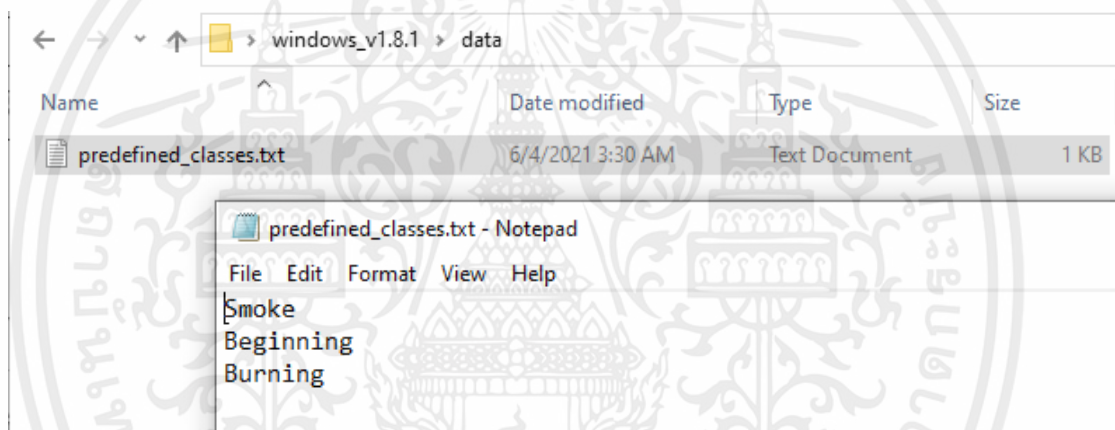 windows_v1.8.1 > data
Name Date modified Type Size
predefined_classes.txt 6/4/2021 3:30 AM Text Document 1 KB
predefined_classes.txt - Notepad
File Edit Format View Help
Smoke
Beginning
Burning